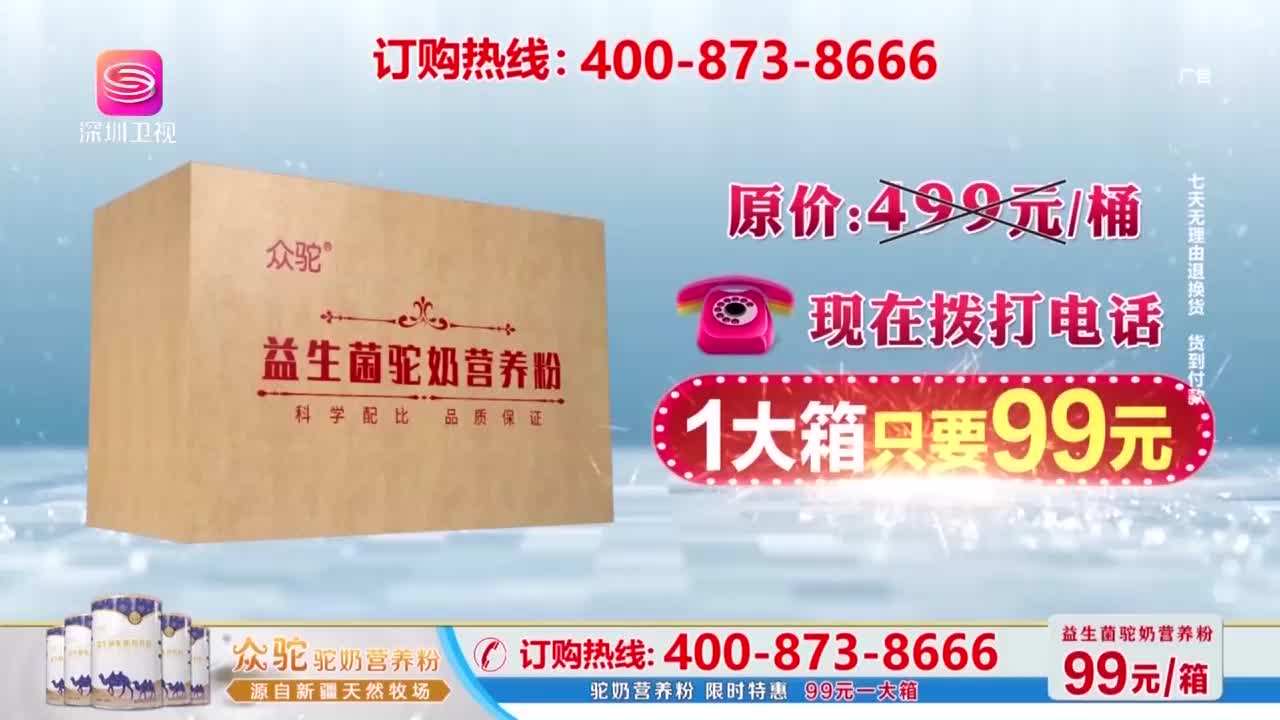 订购热线：400-873-8666
广告
深圳卫视
原价：499元/桶
七天无理由退换货 货到付款
众驼®
现在拨打电话
益生菌驼奶营养粉
科学配比 品质保证
1大箱只要99元
众驼 驼奶营养粉
源自新疆天然牧场
订购热线：400-873-8666
驼奶营养粉 限时特惠 99元一大箱
益生菌驼奶营养粉
99元/箱